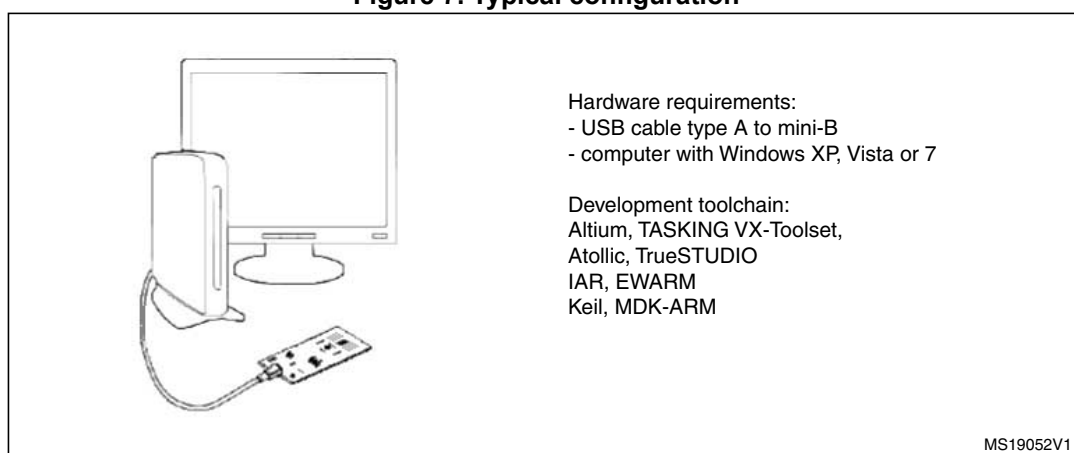 Figure 7. Typical configuration
Hardware requirements:
- USB cable type A to mini-B
- computer with Windows XP, Vista or 7
Development toolchain:
Altium, TASKING VX-Toolset,
Atollic, TrueSTUDIO
IAR, EWARM
Keil, MDK-ARM
MS19052V1